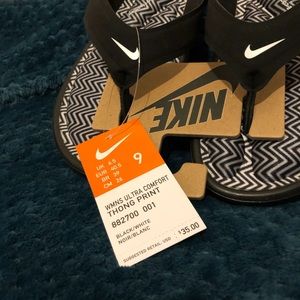 NIKE
9
UK 6.5
EUR 40.5
BR 39
CM 26
WMNS ULTRA COMFORT
THONG PRINT
882700 001
BLACK/WHITE
NOIR/BLANC
SUGGESTED RETAIL: USD
$35.00